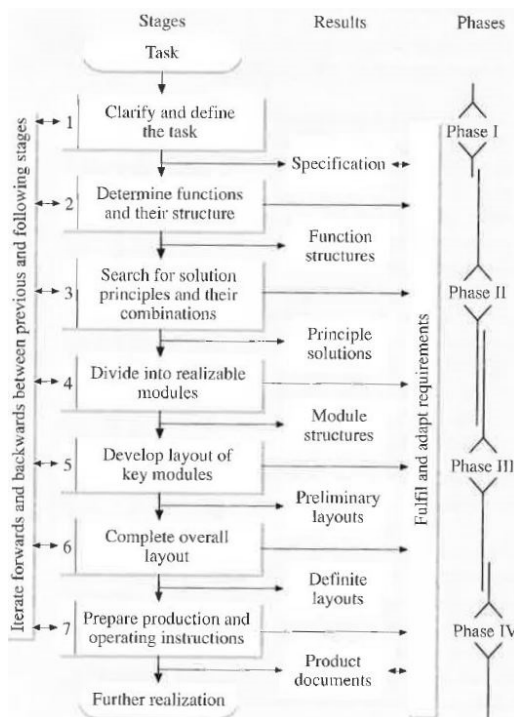 Stages
Results
Phases
Task
1
Clarify and define
the task
Phase I
Specification
2
Determine functions
and their structure
Function
structures
3
Search for solution
principles and their
combinations
Phase II
Principle
solutions
4
Divide into realizable
modules
Module
structures
5
Develop layout of
key modules
Phase III
Preliminary
layouts
6
Complete overall
layout
Definite
layouts
7
Prepare production and
operating instructions
Phase IV
Product
documents
Further realization
Iterate forwards and backwards between previous and following stages
Fulfil and adapt requirements